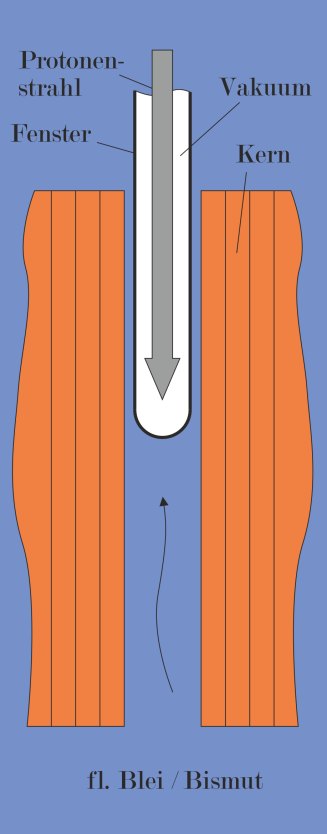 Protonen-
strahl
Vakuum
Fenster
Kern
fl. Blei / Bismut